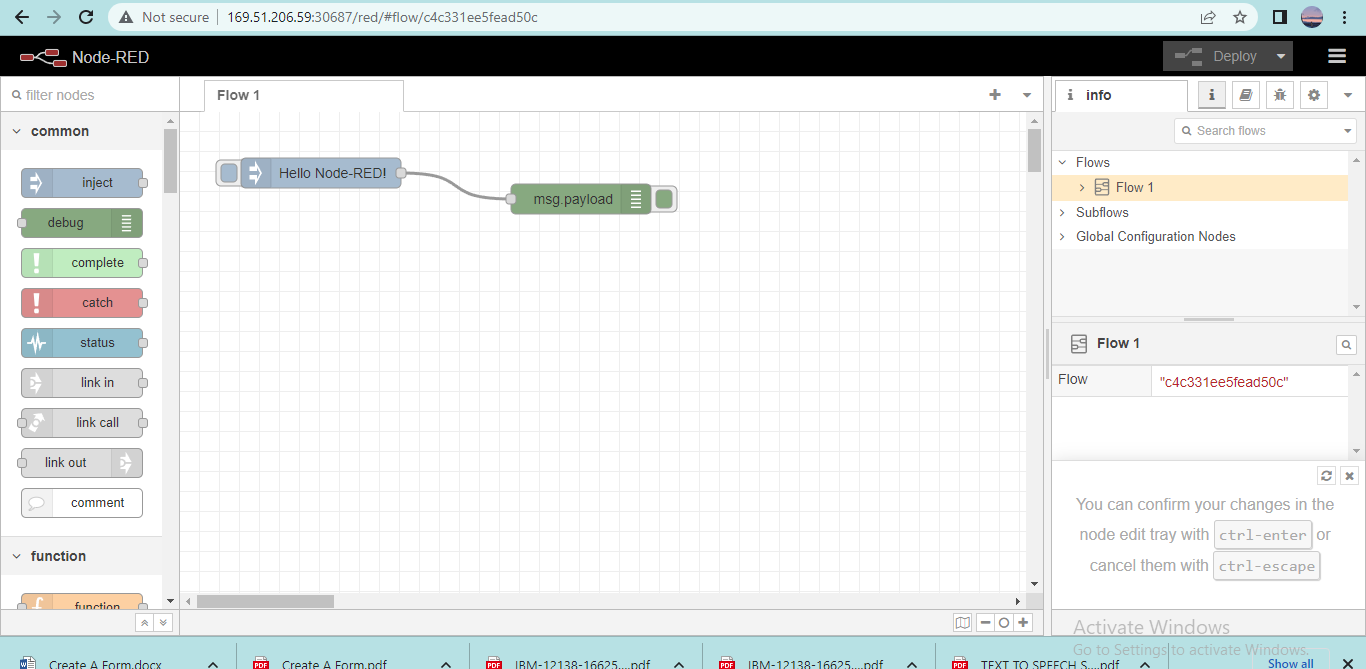 Not secure 169.51.206.59:30687/red/#flow/c4c331ee5fead50c
Node-RED
Deploy
filter nodes
common
inject
debug
complete
catch
status
link in
link call
link out
comment
function
function
Flow 1
Hello Node-RED!
msg.payload
i info
i
Search flows
Flows
Flow 1
Subflows
Global Configuration Nodes
Flow 1
Flow "c4c331ee5fead50c"
You can confirm your changes in the
node edit tray with ctrl-enter or
cancel them with ctrl-escape
Activate Windows
Go to Settings to activate Windows.
Create A Form.docx
PDF Create A Form.pdf
PDF IBM-12138-16625....pdf
PDF IBM-12138-16625....pdf
PDF TEXT TO SPEECH S....pdf
Show all